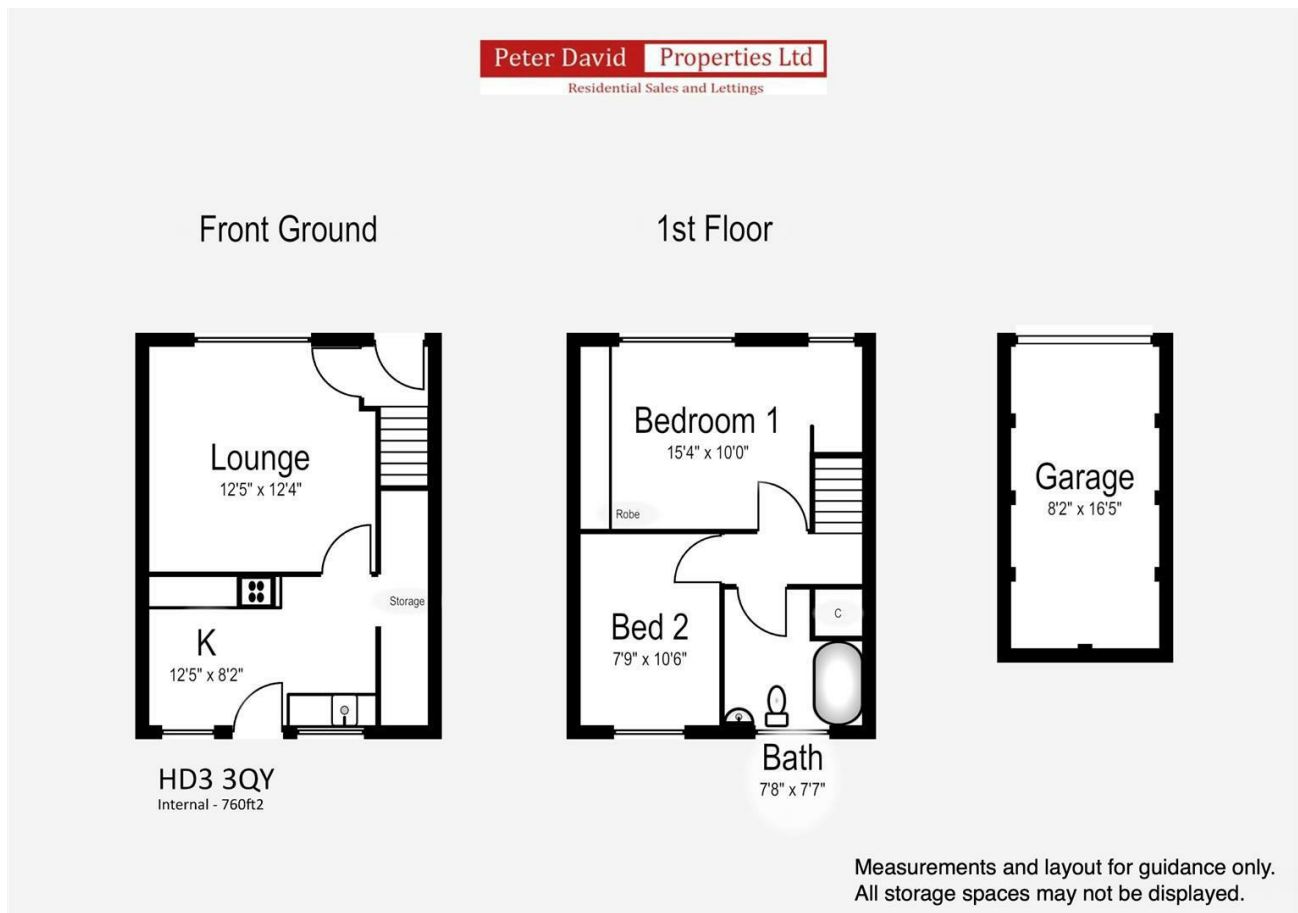 Peter David Properties Ltd
Residential Sales and Lettings
Front Ground
1st Floor
Lounge
12'5" x 12'4"
Storage
K
12'5" x 8'2"
HD3 3QY
Internal - 760ft2
Bedroom 1
15'4" x 10'0"
Robe
Bed 2
7'9" x 10'6"
C
Bath
7'8" x 7'7"
Garage
8'2" x 16'5"
Measurements and layout for guidance only.
All storage spaces may not be displayed.